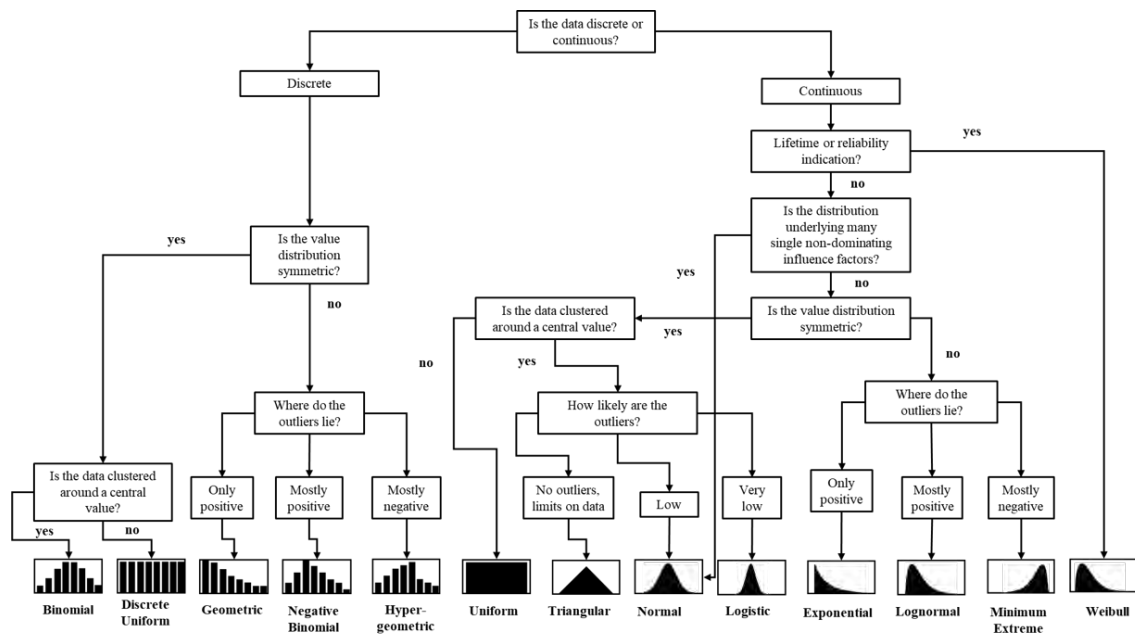 Is the data discrete or
continuous?
Discrete
Continuous
yes
Lifetime or reliability
indication?
no
Is the distribution
underlying many
single non-dominating
influence factors?
yes
Is the value
distribution
symmetric?
yes
no
no
Is the data clustered
around a central value?
yes
Is the value distribution
symmetric?
no
yes
no
Where do the
outliers lie?
How likely are the
outliers?
Where do the
outliers lie?
Is the data clustered
around a central
value?
yes
no
Only
positive
Mostly
positive
Mostly
negative
No outliers,
limits on data
Low
Very
low
Only
positive
Mostly
positive
Mostly
negative
Binomial
Discrete
Uniform
Geometric
Negative
Binomial
Hyper-
geometric
Uniform
Triangular
Normal
Logistic
Exponential
Lognormal
Minimum
Extreme
Weibull